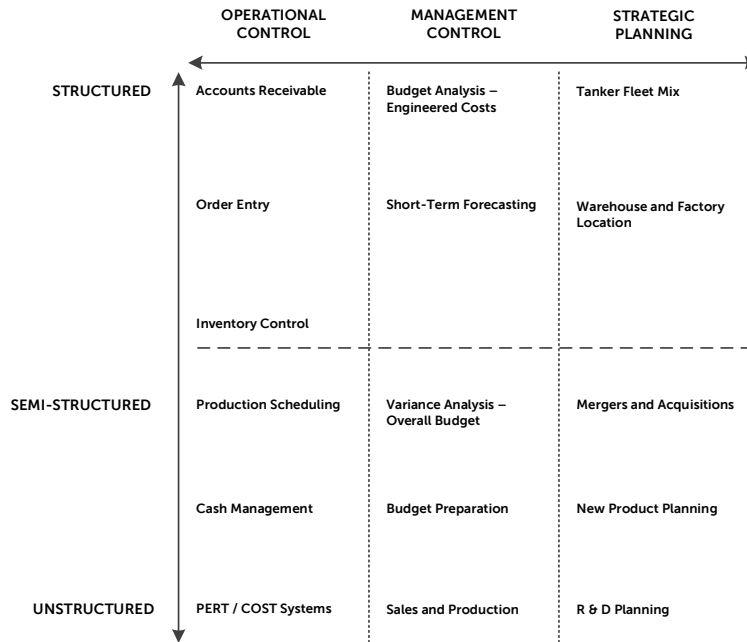 OPERATIONAL
CONTROL
MANAGEMENT
CONTROL
STRATEGIC
PLANNING
STRUCTURED
Accounts Receivable
Budget Analysis –
Engineered Costs
Tanker Fleet Mix
Order Entry
Short-Term Forecasting
Warehouse and Factory
Location
Inventory Control
SEMI-STRUCTURED
Production Scheduling
Variance Analysis –
Overall Budget
Mergers and Acquisitions
Cash Management
Budget Preparation
New Product Planning
UNSTRUCTURED
PERT / COST Systems
Sales and Production
R & D Planning